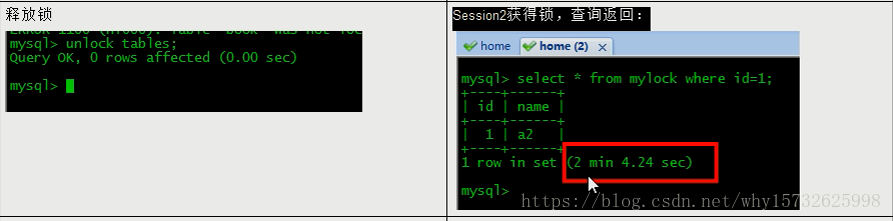 释放锁
mysql> unlock tables;
Query OK, 0 rows affected (0.00 sec)
mysql>
Session2获得锁，查询返回：
home
home (2)
mysql> select * from mylock where id=1;
+----+------+
| id | name |
+----+------+
| 1 | a2 |
+----+------+
1 row in set (2 min 4.24 sec)
mysql>
https://blog.csdn.net/why15732625998